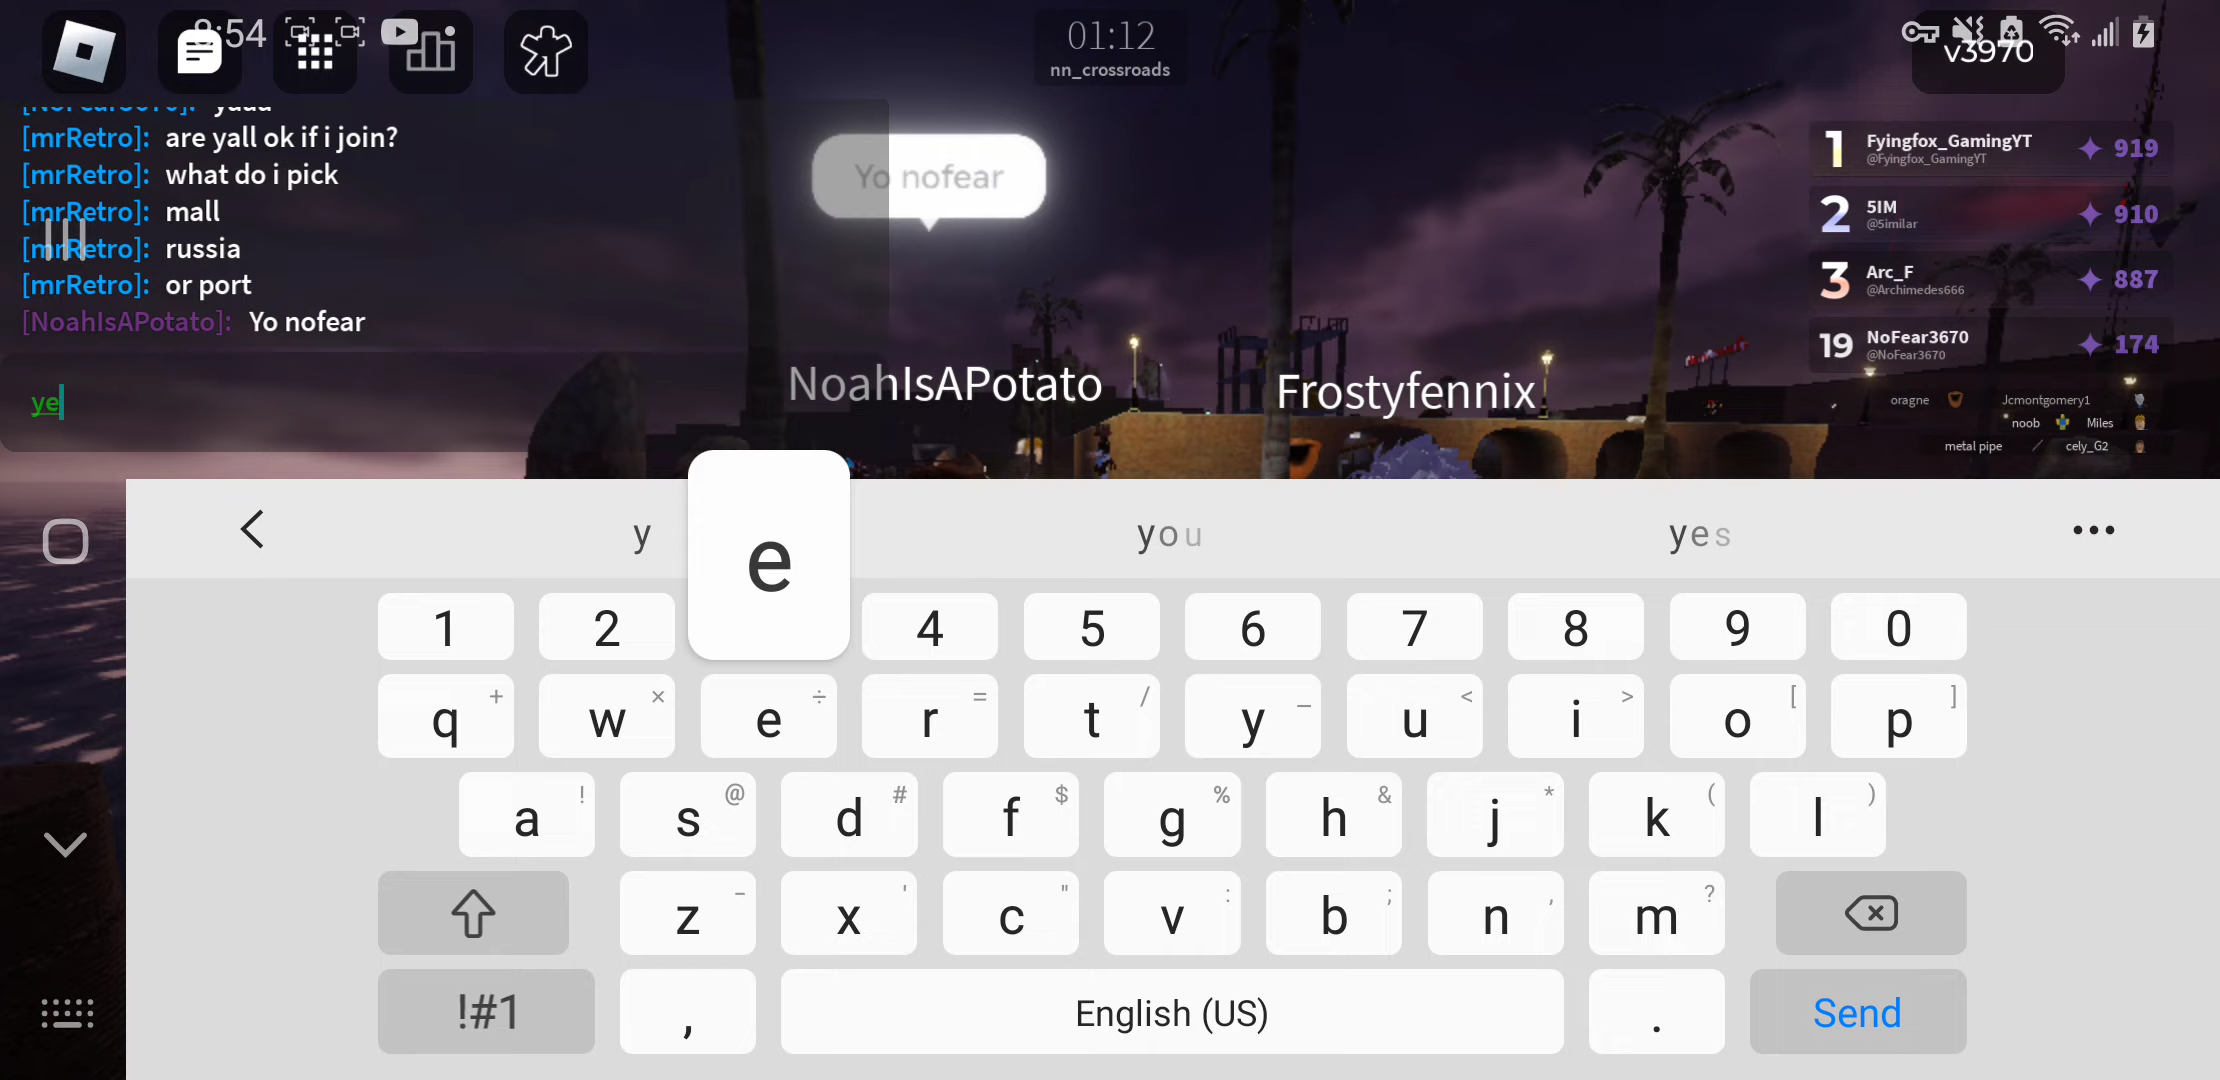 8:54
01:12
nn_crossroads
v3970
yaaa
[mrRetro]: are yall ok if i join?
[mrRetro]: what do i pick
[mrRetro]: mall
[mrRetro]: russia
[mrRetro]: or port
[NoahIsAPotato]: Yo nofear
ye
Yo nofear
NoahIsAPotato
Frostyfennix
1 Fyingfox_GamingYT 919
@Fyingfox_GamingYT
2 5IM 910
@5imilar
3 Arc_F 887
@Archimedes666
19 NoFear3670 174
@NoFear3670
oragne Jcmontgomery1
noob Miles
metal pipe cely_G2
y you yes
e
1 2 4 5 6 7 8 9 0
q + w × e ÷ r = t / y _ u < i > o [ p ]
a ! s @ d # f $ g % h & j * k ( l )
z - x ' c " v : b ; n , m ?
!#1 , English (US) . Send